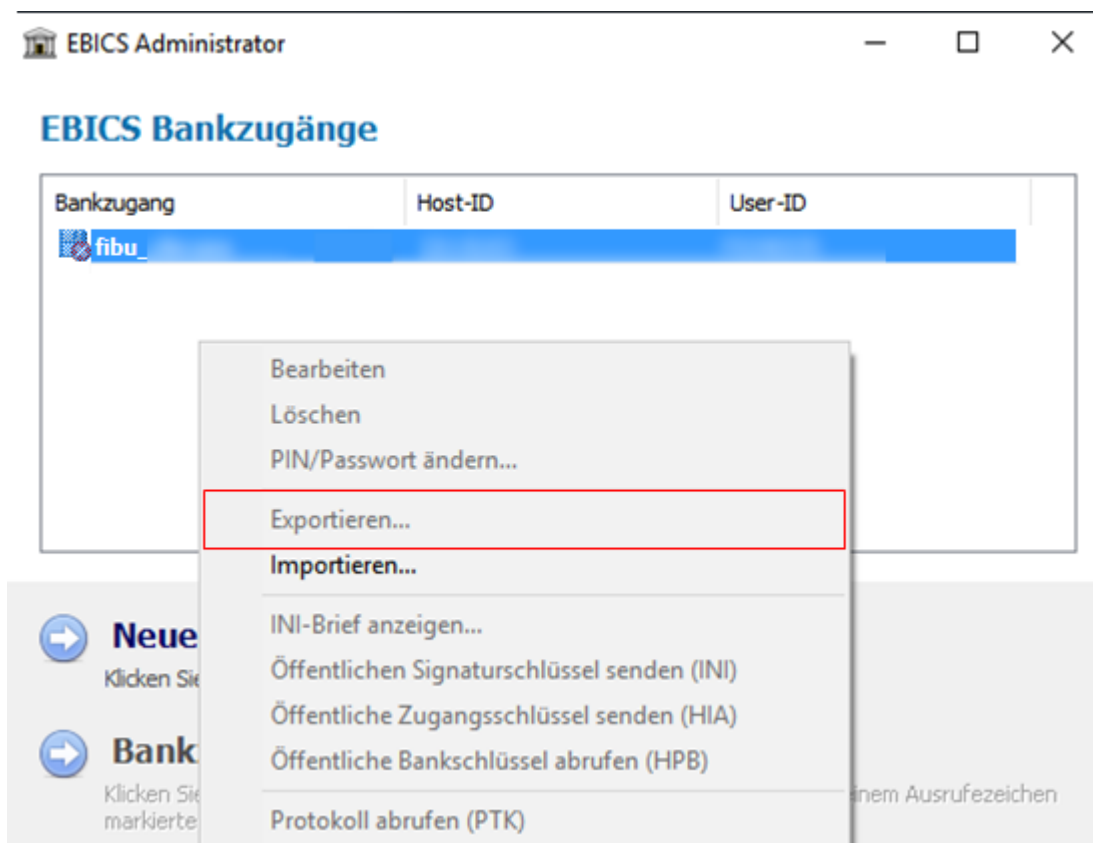 EBICS Administrator
EBICS Bankzugänge
Bankzugang Host-ID User-ID
fibu_
Bearbeiten
Löschen
PIN/Passwort ändern...
Exportieren...
Importieren...
INI-Brief anzeigen...
Neue
Öffentlichen Signaturschlüssel senden (INI)
Klicken Sie
Öffentliche Zugangsschlüssel senden (HIA)
Bank
Öffentliche Bankschlüssel abrufen (HPB)
Klicken Sie inem Ausrufezeichen
markierte
Protokoll abrufen (PTK)